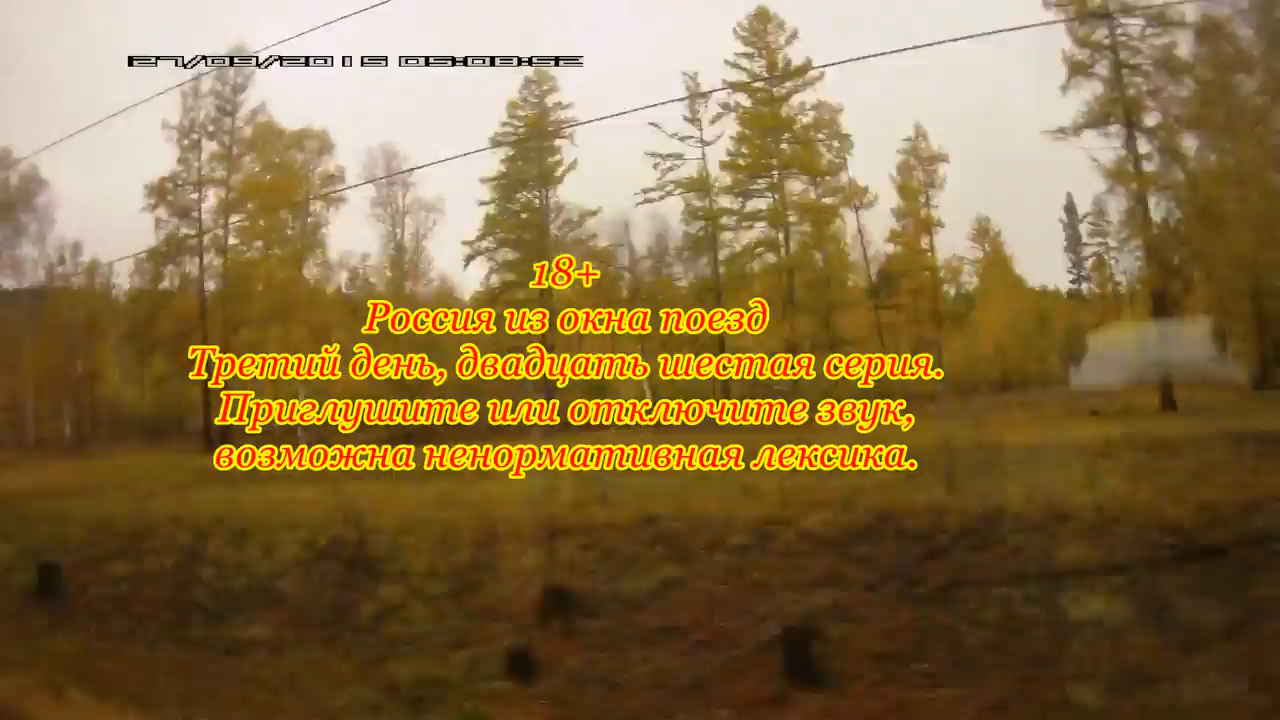 27/09/2015 05:08:52
18+
Россия из окна поезд
Третий день, двадцать шестая серия.
Приглушите или отключите звук,
возможна ненормативная лексика.